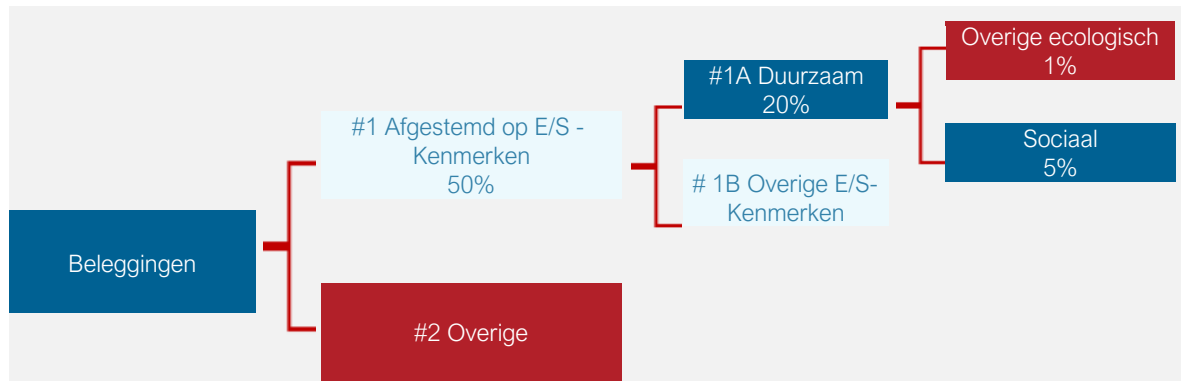 Beleggingen
#1 Afgestemd op E/S -
Kenmerken
50%
#2 Overige
#1A Duurzaam
20%
# 1B Overige E/S-
Kenmerken
Overige ecologisch
1%
Sociaal
5%